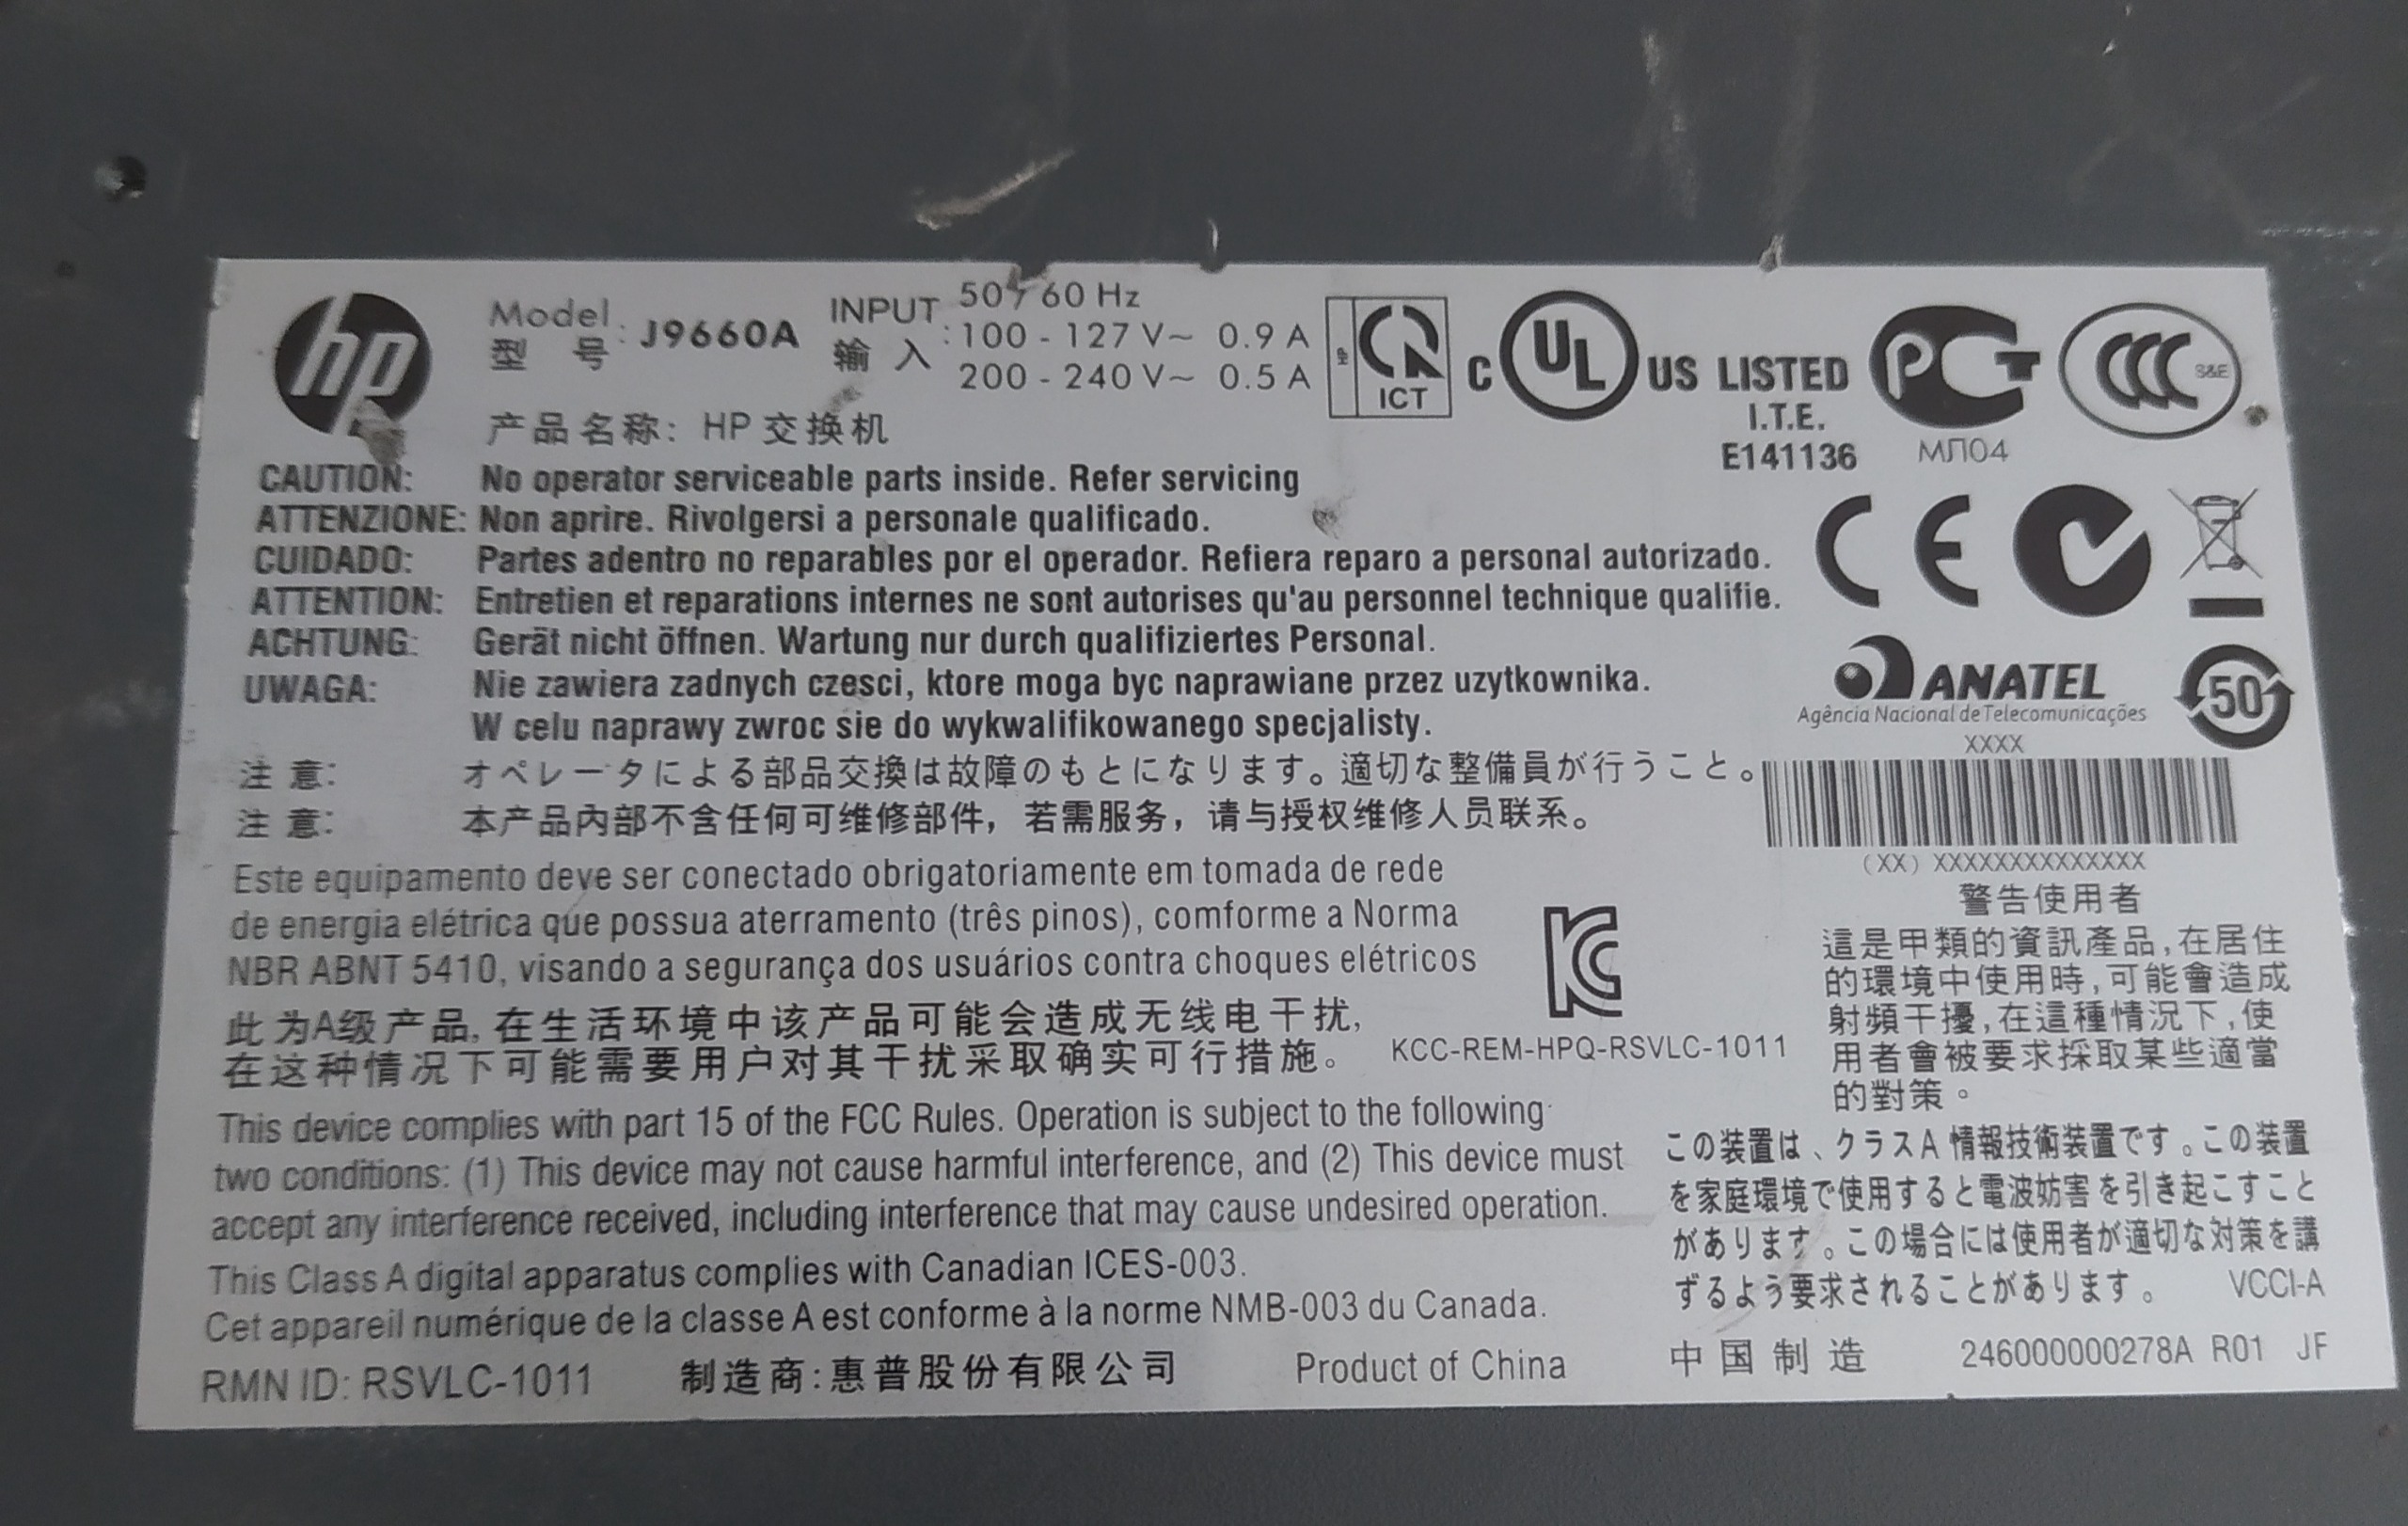 hp
Model
型 号
: J9660A
INPUT
输 入
:
50 / 60 Hz
100 - 127 V~ 0.9 A
200 - 240 V~ 0.5 A
产品名称: HP 交换机
ICT
C UL US LISTED
I.T.E.
E141136
PCT
МЛ04
CCC S&E
CAUTION: No operator serviceable parts inside. Refer servicing
ATTENZIONE: Non aprire. Rivolgersi a personale qualificado.
CUIDADO: Partes adentro no reparables por el operador. Refiera reparo a personal autorizado.
ATTENTION: Entretien et reparations internes ne sont autorises qu'au personnel technique qualifie.
ACHTUNG: Gerät nicht öffnen. Wartung nur durch qualifiziertes Personal.
UWAGA: Nie zawiera zadnych czesci, ktore moga byc naprawiane przez uzytkownika.
W celu naprawy zwroc sie do wykwalifikowanego specjalisty.
注 意: オペレータによる部品交換は故障のもとになります。適切な整備員が行うこと。
注 意: 本产品内部不含任何可维修部件，若需服务，请与授权维修人员联系。
CE
ANATEL
Agência Nacional de Telecomunicações
50
XXXX
(XX) XXXXXXXXXXXXXX
Este equipamento deve ser conectado obrigatoriamente em tomada de rede
de energia elétrica que possua aterramento (três pinos), comforme a Norma
NBR ABNT 5410, visando a segurança dos usuários contra choques elétricos
此为A级产品, 在生活环境中该产品可能会造成无线电干扰,
在这种情况下可能需要用户对其干扰采取确实可行措施。
KC
KCC-REM-HPQ-RSVLC-1011
警告使用者
這是甲類的資訊產品,在居住
的環境中使用時,可能會造成
射頻干擾,在這種情況下,使
用者會被要求採取某些適當
的對策。
This device complies with part 15 of the FCC Rules. Operation is subject to the following
two conditions: (1) This device may not cause harmful interference, and (2) This device must
accept any interference received, including interference that may cause undesired operation.
This Class A digital apparatus complies with Canadian ICES-003.
Cet appareil numérique de la classe A est conforme à la norme NMB-003 du Canada.
この装置は、クラスA 情報技術装置です。この装置
を家庭環境で使用すると電波妨害を引き起こすこと
があります。この場合には使用者が適切な対策を講
ずるよう要求されることがあります。 VCCI-A
RMN ID: RSVLC-1011 制造商:惠普股份有限公司 Product of China 中国制造 246000000278A R01 JF